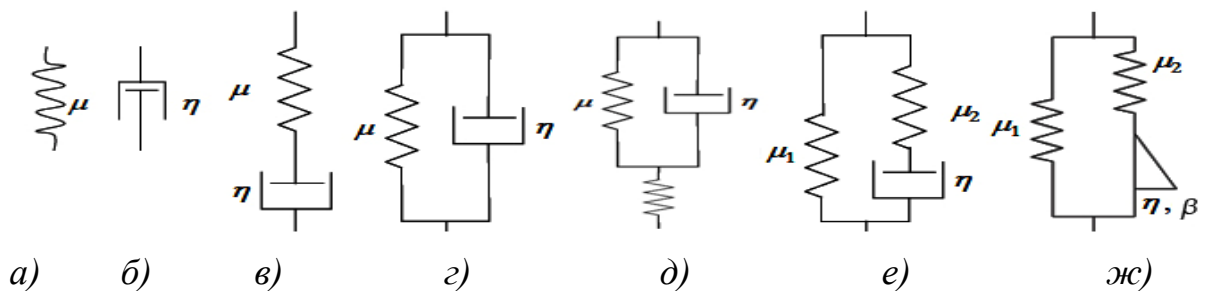 μ η μ η μ η μ η μ₁ μ₂ η μ₁ μ₂ η, β
а) б) в) г) д) е) ж)